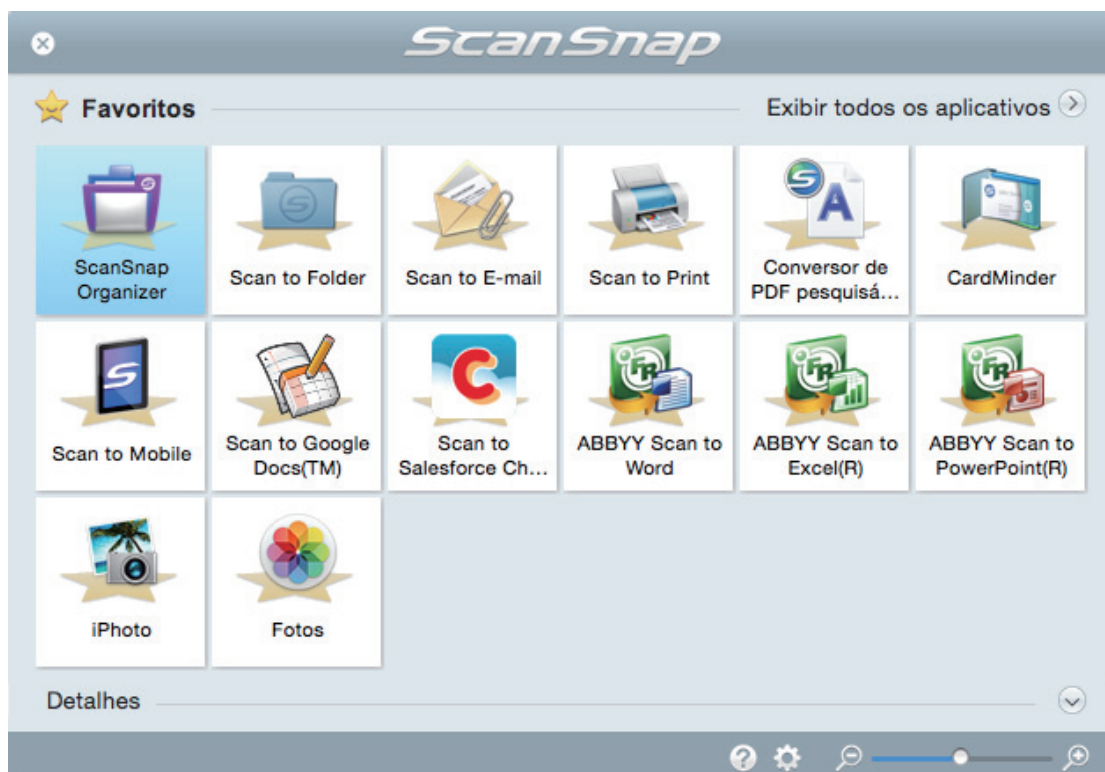 ScanSnap
Favoritos
Exibir todos os aplicativos
ScanSnap
Organizer
Scan to Folder
Scan to E-mail
Scan to Print
Conversor de
PDF pesquisá...
CardMinder
Scan to Mobile
Scan to Google
Docs(TM)
Scan to
Salesforce Ch...
ABBYY Scan to
Word
ABBYY Scan to
Excel(R)
ABBYY Scan to
PowerPoint(R)
iPhoto
Fotos
Detalhes